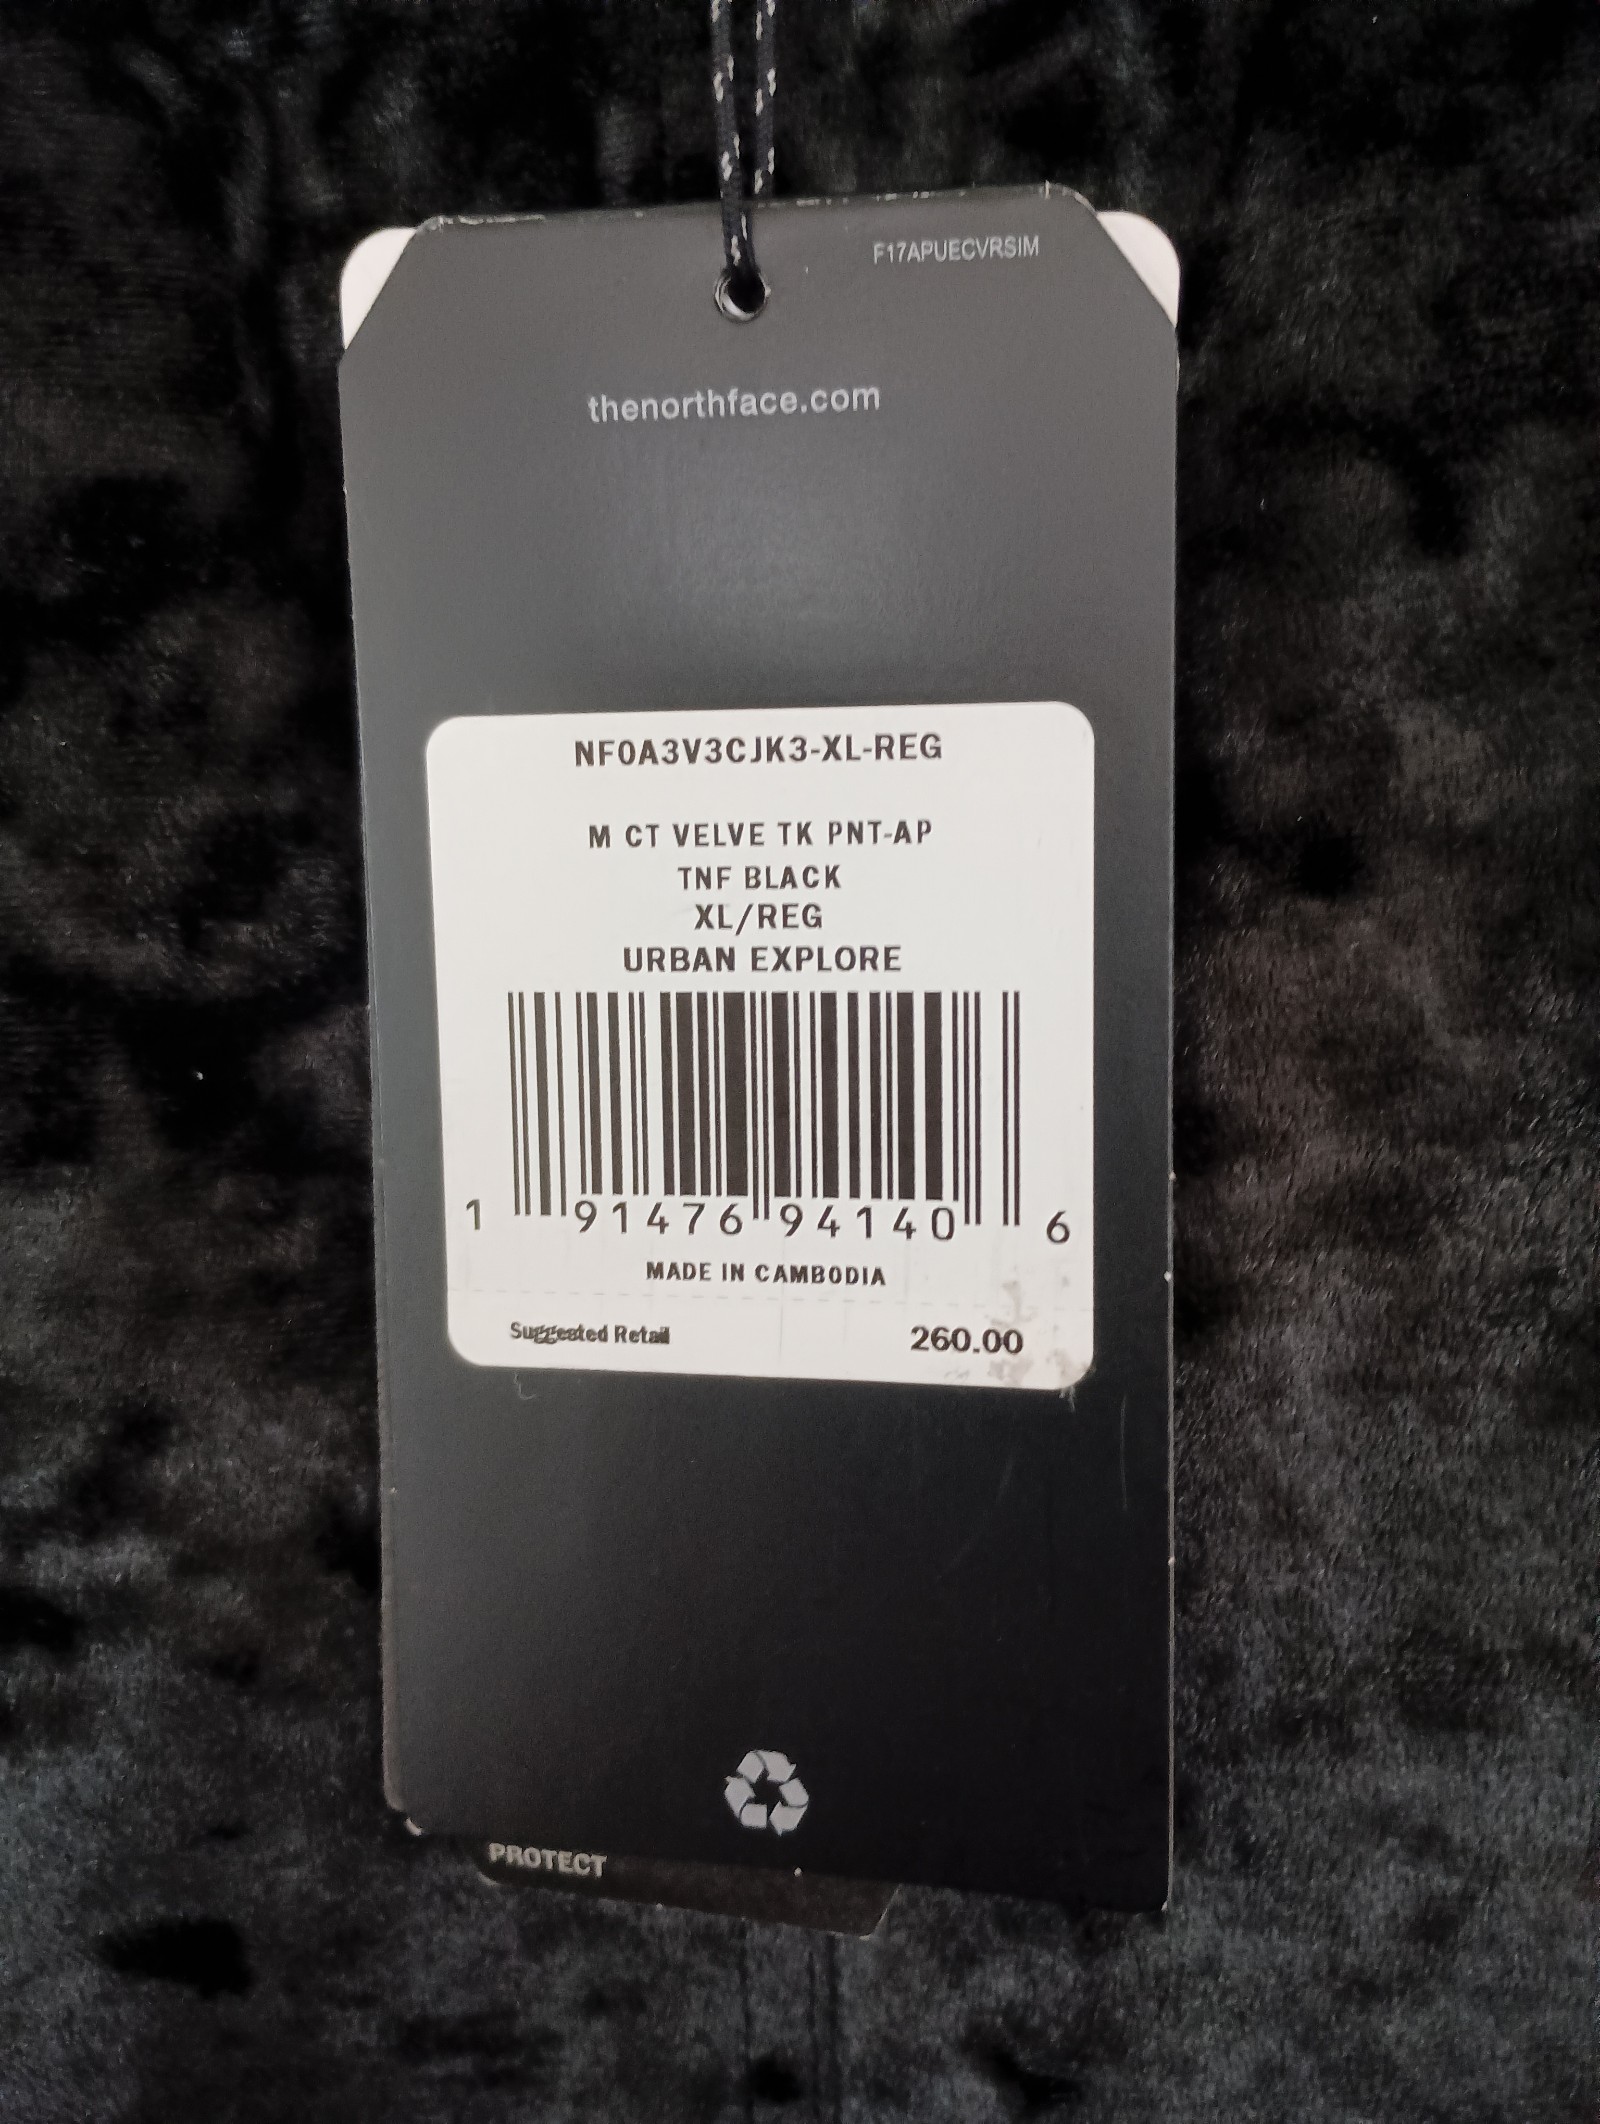 F17APUECVRSIM
thenorthface.com
NF0A3V3CJK3-XL-REG
M CT VELVE TK PNT-AP
TNF BLACK
XL/REG
URBAN EXPLORE
1 91476 94140 6
MADE IN CAMBODIA
Suggested Retail 260.00
PROTECT